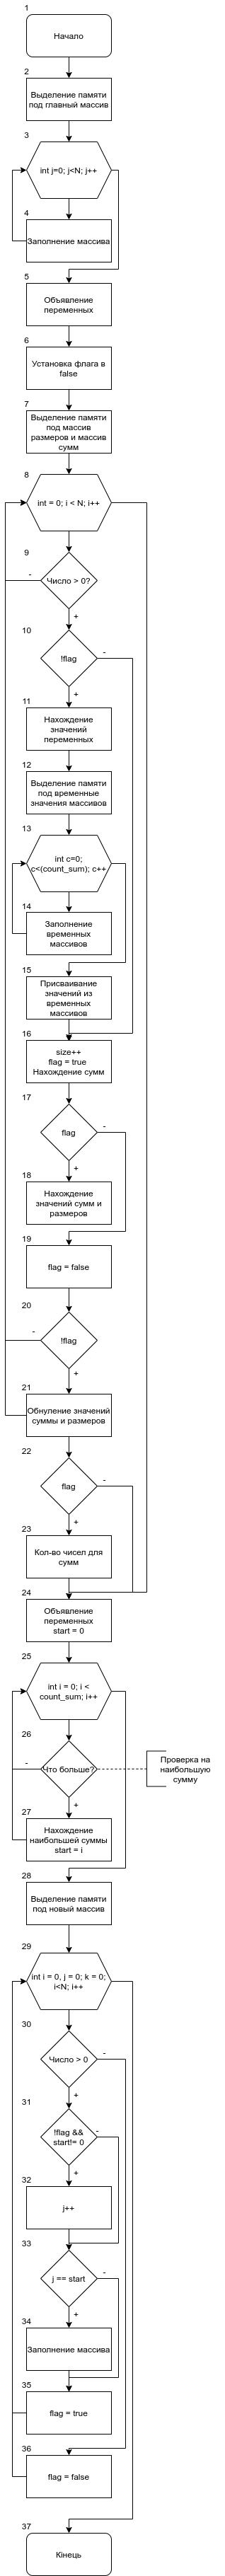 1
Начало
2
Выделение памяти
под главный массив
3
int j=0; j<N; j++
4
Заполнение массива
5
Объявление
переменных
6
Установка флага в
false
7
Выделение памяти
под массив
размеров и массив
сумм
8
int = 0; i < N; i++
9
Число > 0?
-
+
10
!flag
-
+
11
Нахождение
значений
переменных
12
Выделение памяти
под временные
значения массивов
13
int c=0;
c<(count_sum); c++
14
Заполнение
временных
массивов
15
Присваивание
значений из
временных
массивов
16
size++
flag = true
Нахождение сумм
17
flag
-
+
18
Нахождение
значений сумм и
размеров
19
flag = false
20
!flag
-
+
21
Обнуление значений
суммы и размеров
22
flag
-
+
23
Кол-во чисел для
сумм
24
Объявление
переменных
start = 0
25
int i = 0; i <
count_sum; i++
26
Что больше?
-
+
Проверка на
наибольшую
сумму
27
Нахождение
наибольшей суммы
start = i
28
Выделение памяти
под новый массив
29
int i = 0, j = 0; k = 0;
i<N; i++
30
Число > 0
-
+
31
!flag &&
start!= 0
-
+
32
j++
33
j == start
-
+
34
Заполнение массива
35
flag = true
36
flag = false
37
Кінець